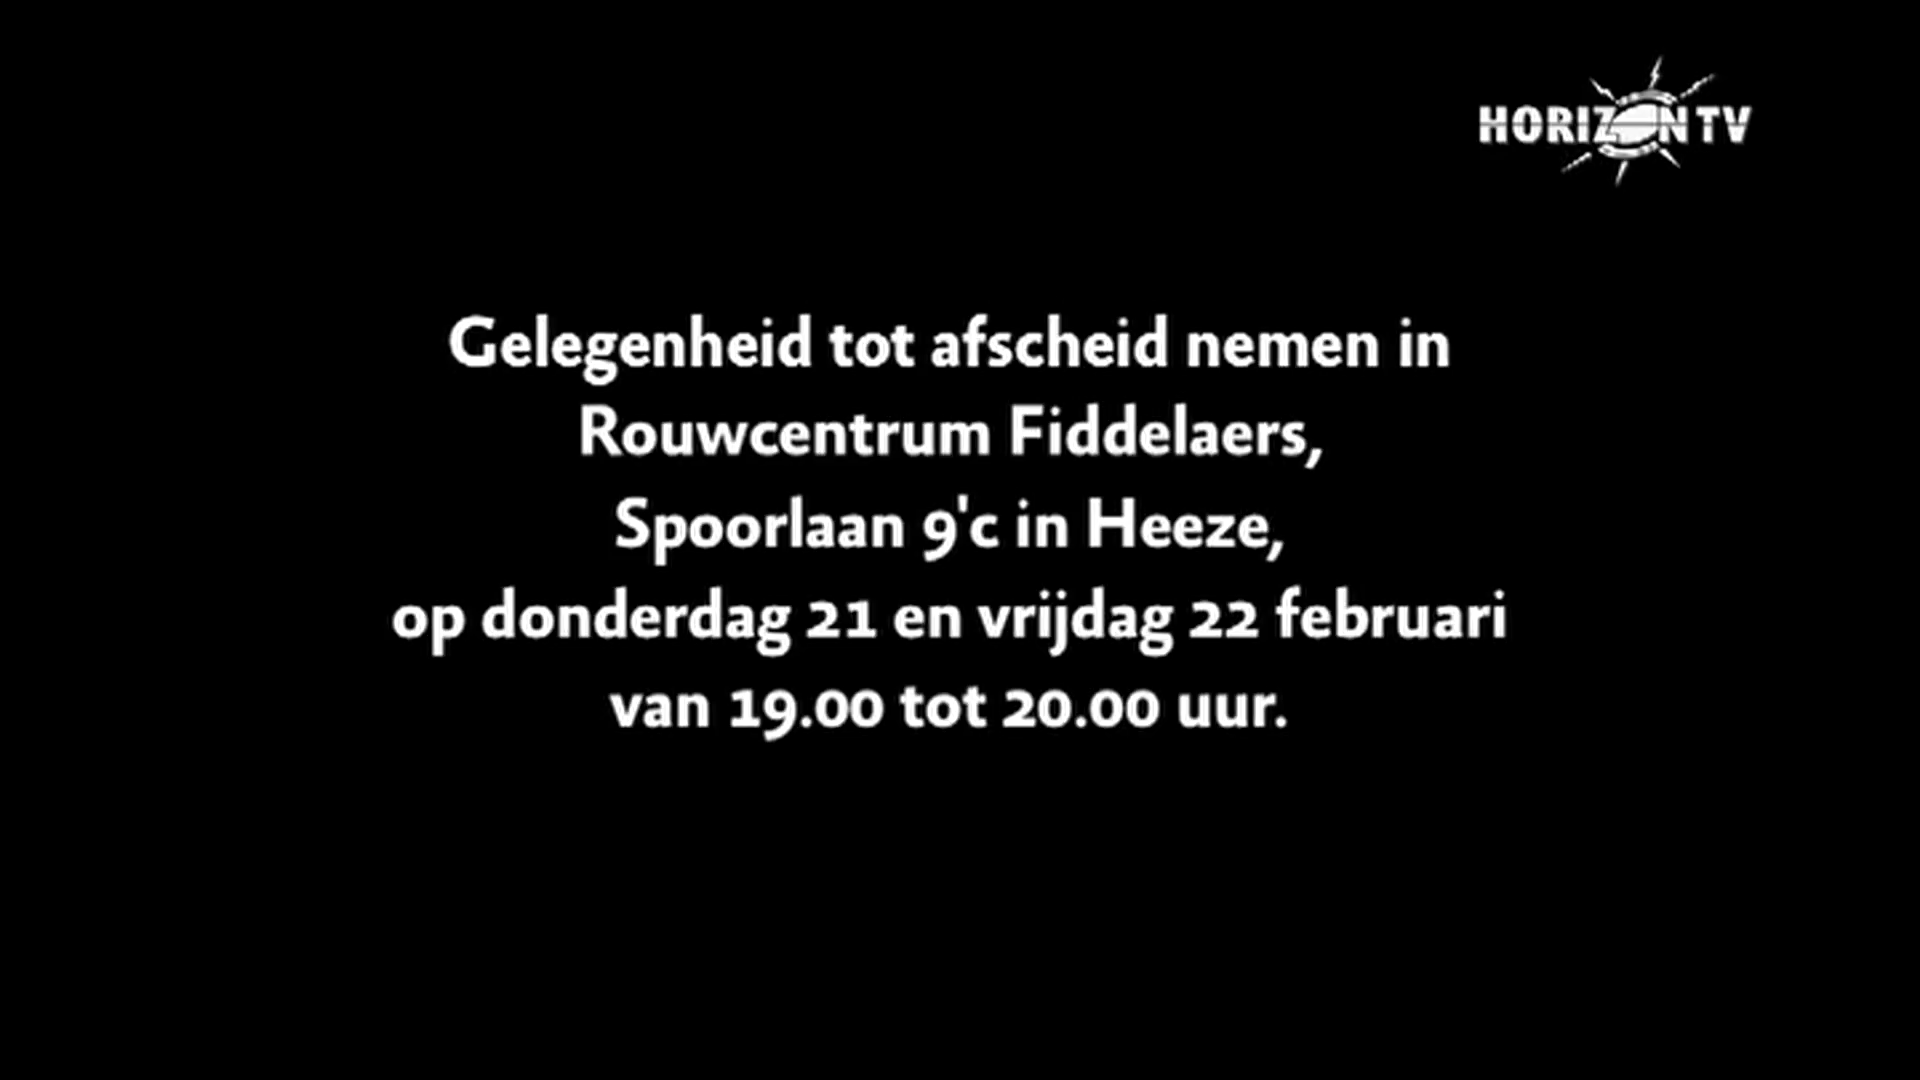 HORIZON TV
Gelegenheid tot afscheid nemen in
Rouwcentrum Fiddelaers,
Spoorlaan 9'c in Heeze,
op donderdag 21 en vrijdag 22 februari
van 19.00 tot 20.00 uur.